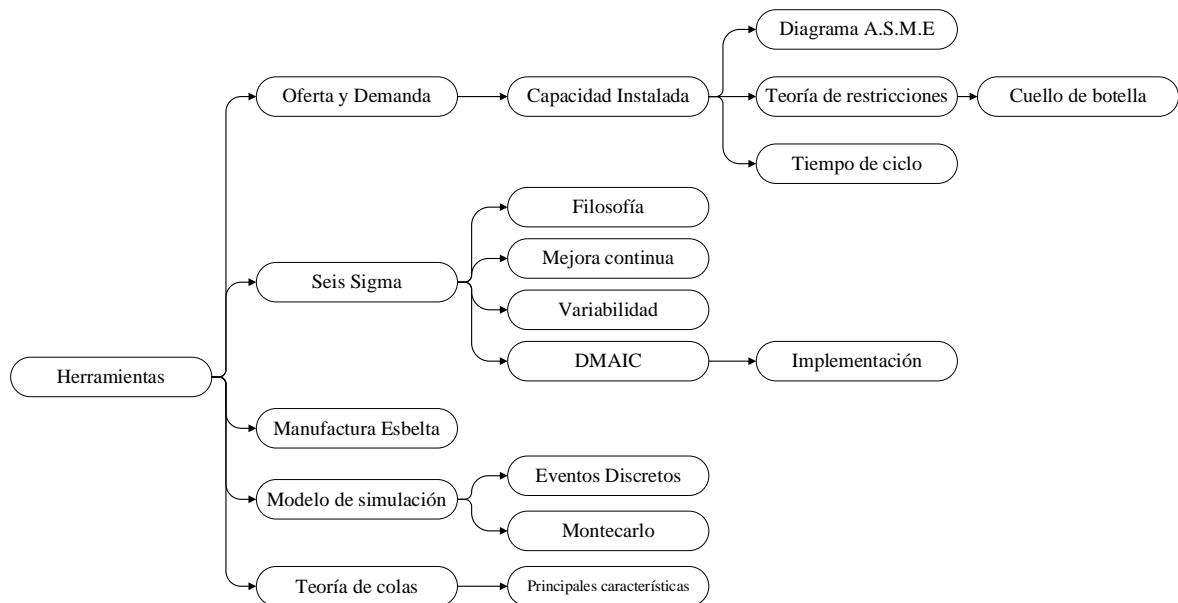 Diagrama A.S.M.E
Oferta y Demanda
Capacidad Instalada
Teoría de restricciones
Cuello de botella
Tiempo de ciclo
Filosofía
Mejora continua
Seis Sigma
Variabilidad
DMAIC
Implementación
Herramientas
Manufactura Esbelta
Eventos Discretos
Modelo de simulación
Montecarlo
Teoría de colas
Principales características